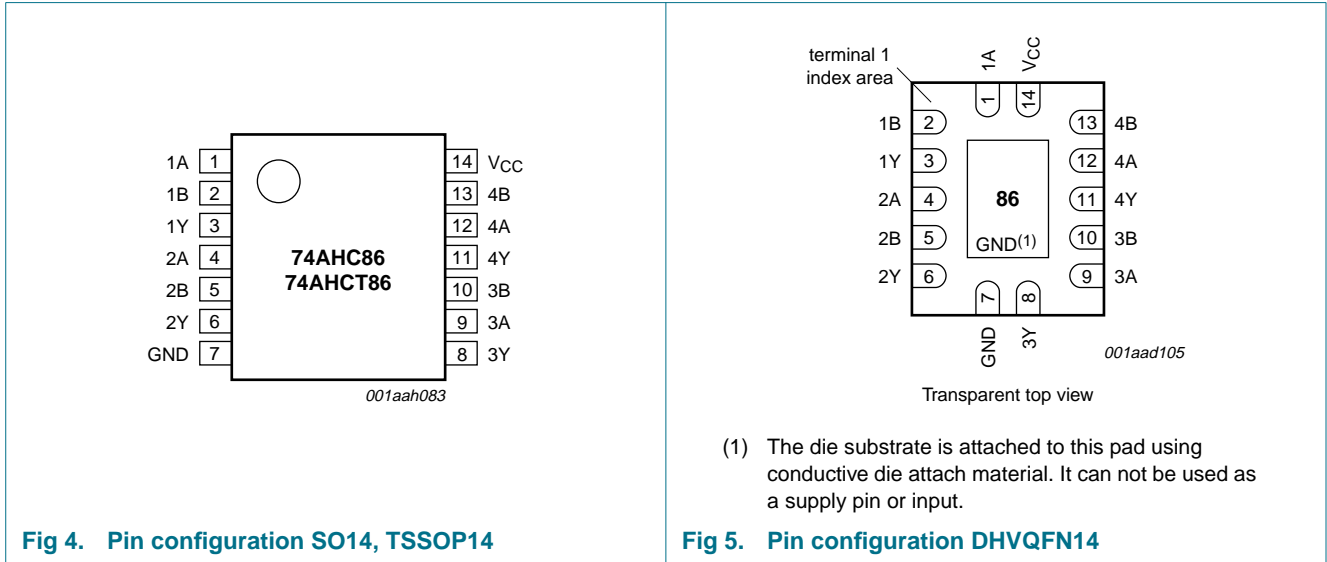 1A 1
1B 2
1Y 3
2A 4
2B 5
2Y 6
GND 7
74AHC86
74AHCT86
14 VCC
13 4B
12 4A
11 4Y
10 3B
9 3A
8 3Y
001aah083
Fig 4. Pin configuration SO14, TSSOP14
terminal 1
index area
1A
VCC
1
14
1B 2
1Y 3
2A 4
2B 5
2Y 6
86
GND(1)
13 4B
12 4A
11 4Y
10 3B
9 3A
7
8
GND
3Y
001aad105
Transparent top view
(1) The die substrate is attached to this pad using
conductive die attach material. It can not be used as
a supply pin or input.
Fig 5. Pin configuration DHVQFN14